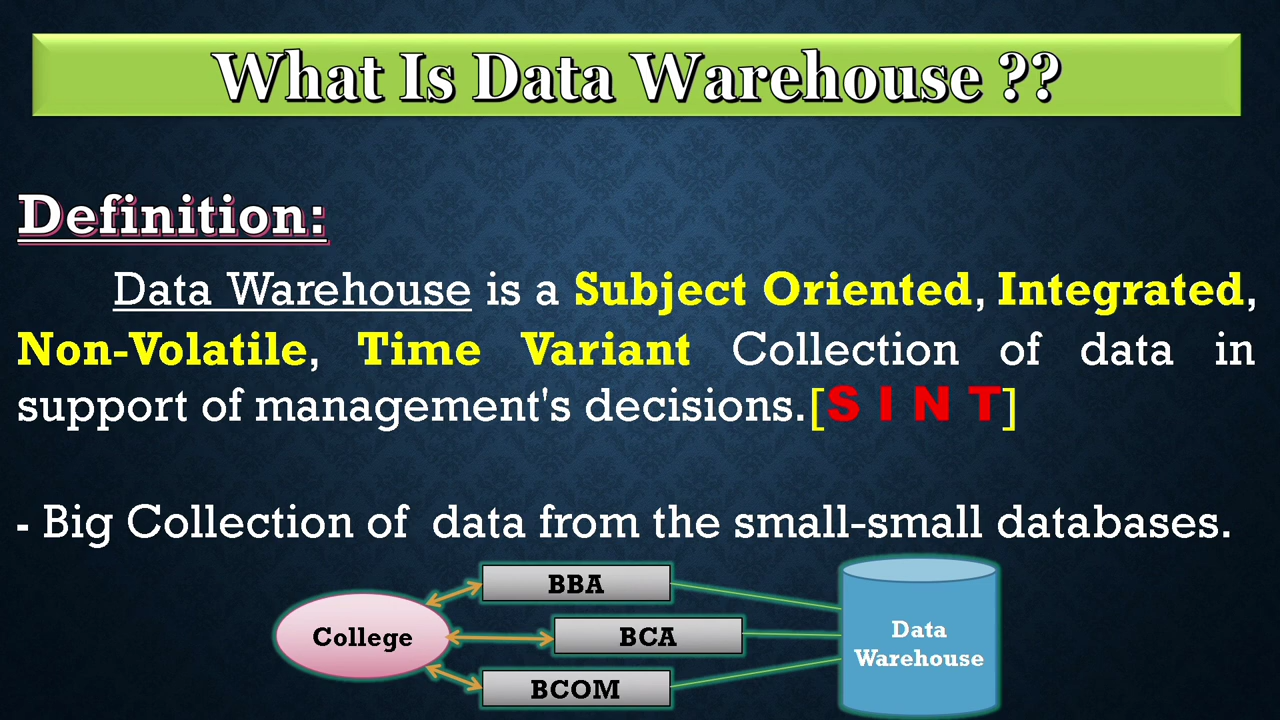 What Is Data Warehouse ??
Definition:
Data Warehouse is a Subject Oriented, Integrated,
Non-Volatile, Time Variant Collection of data in
support of management's decisions.[S I N T]
- Big Collection of data from the small-small databases.
BBA
College
BCA
BCOM
Data
Warehouse